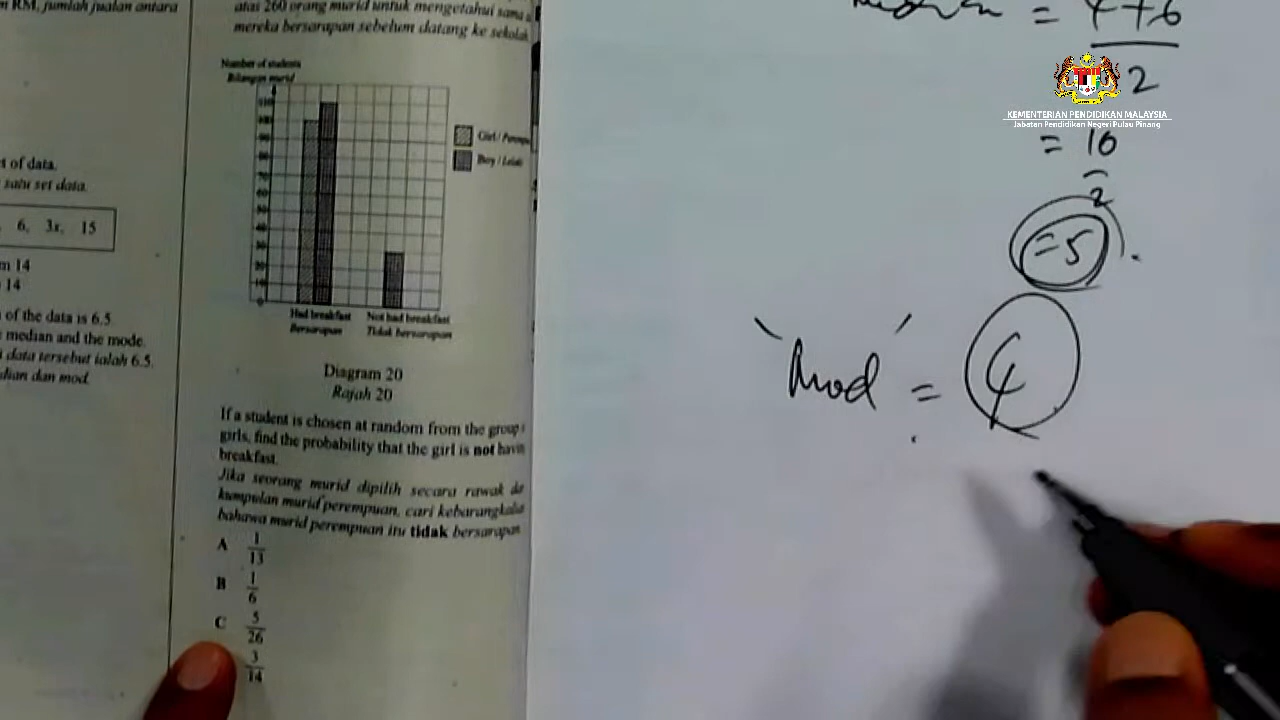 RM, jumlah jualan antara
of data.
satu set data.
6, 3x, 15
14
14
of the data is 6.5.
median and the mode.
data tersebut ialah 6.5.
dan mod.
atas 260 orang murid untuk mengetahui sama
mereka bersarapan sebelum datang ke sekolah
Number of students
Bilangan murid
Girl / Perempuan
Boy / Lelaki
Had breakfast
Bersarapan
Not had breakfast
Tidak bersarapan
Diagram 20
Rajah 20
If a student is chosen at random from the group
girls, find the probability that the girl is not having
breakfast.
Jika seorang murid dipilih secara rawak
kumpulan murid perempuan, cari kebarangkalian
bahawa murid perempuan itu tidak bersarapan.
A 1/13
B 1/6
C 5/26
3/14
= 4+6
2
KEMENTERIAN PENDIDIKAN MALAYSIA
Jabatan Pendidikan Negeri Pulau Pinang
= 10
2
= 5
'Mod' = 4